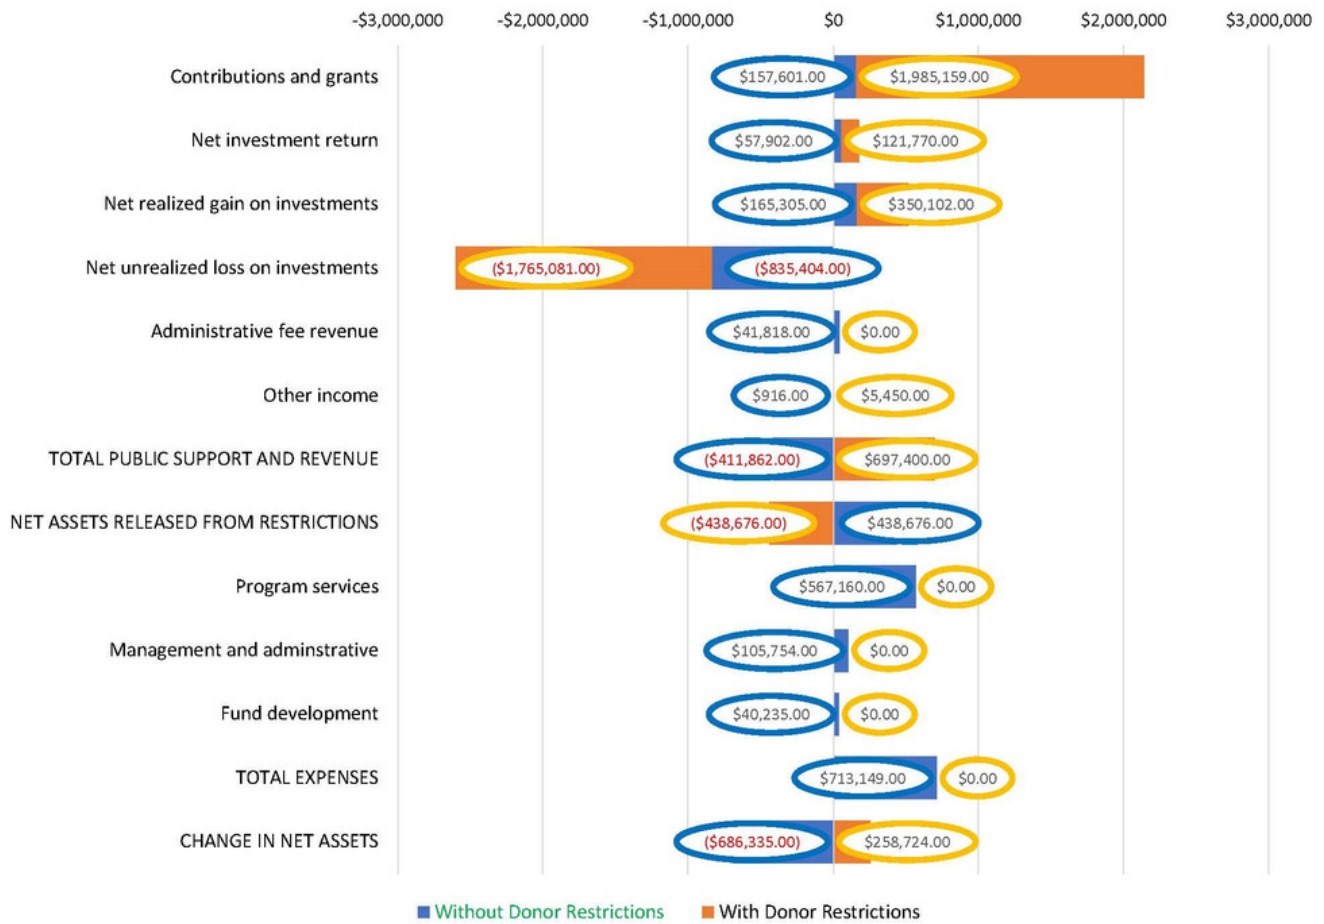 -$3,000,000 -$2,000,000 -$1,000,000 $0 $1,000,000 $2,000,000 $3,000,000
Contributions and grants $157,601.00 $1,985,159.00
Net investment return $57,902.00 $121,770.00
Net realized gain on investments $165,305.00 $350,102.00
Net unrealized loss on investments ($1,765,081.00) ($835,404.00)
Administrative fee revenue $41,818.00 $0.00
Other income $916.00 $5,450.00
TOTAL PUBLIC SUPPORT AND REVENUE ($411,862.00) $697,400.00
NET ASSETS RELEASED FROM RESTRICTIONS ($438,676.00) $438,676.00
Program services $567,160.00 $0.00
Management and adminstrative $105,754.00 $0.00
Fund development $40,235.00 $0.00
TOTAL EXPENSES $713,149.00 $0.00
CHANGE IN NET ASSETS ($686,335.00) $258,724.00
Without Donor Restrictions With Donor Restrictions